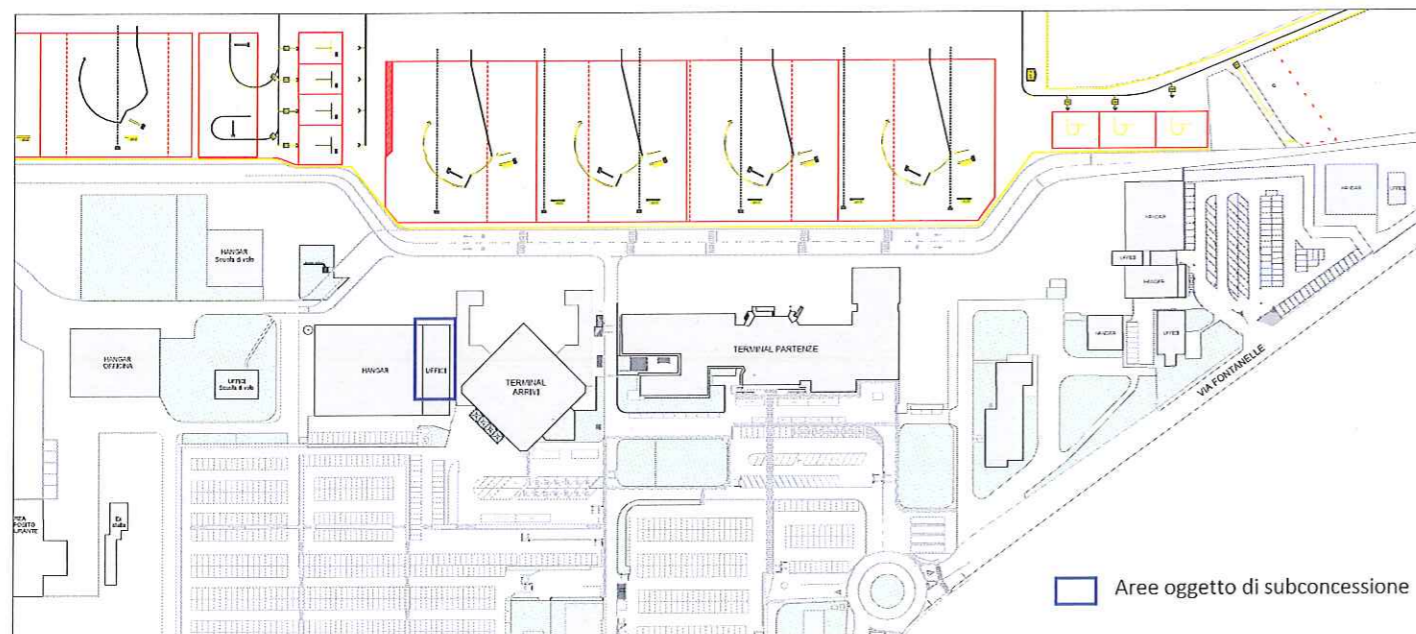 HANGAR
Scuola di volo
HANGAR
OFFICINA
UFFICI
Scuola di volo
HANGAR
UFFICI
TERMINAL
ARRIVI
TERMINAL PARTENZE
HANGAR
UFFICI
HANGAR
HANGAR
UFFICI
HANGAR
UFFICI
VIA FONTANELLE
Aree oggetto di subconcessione